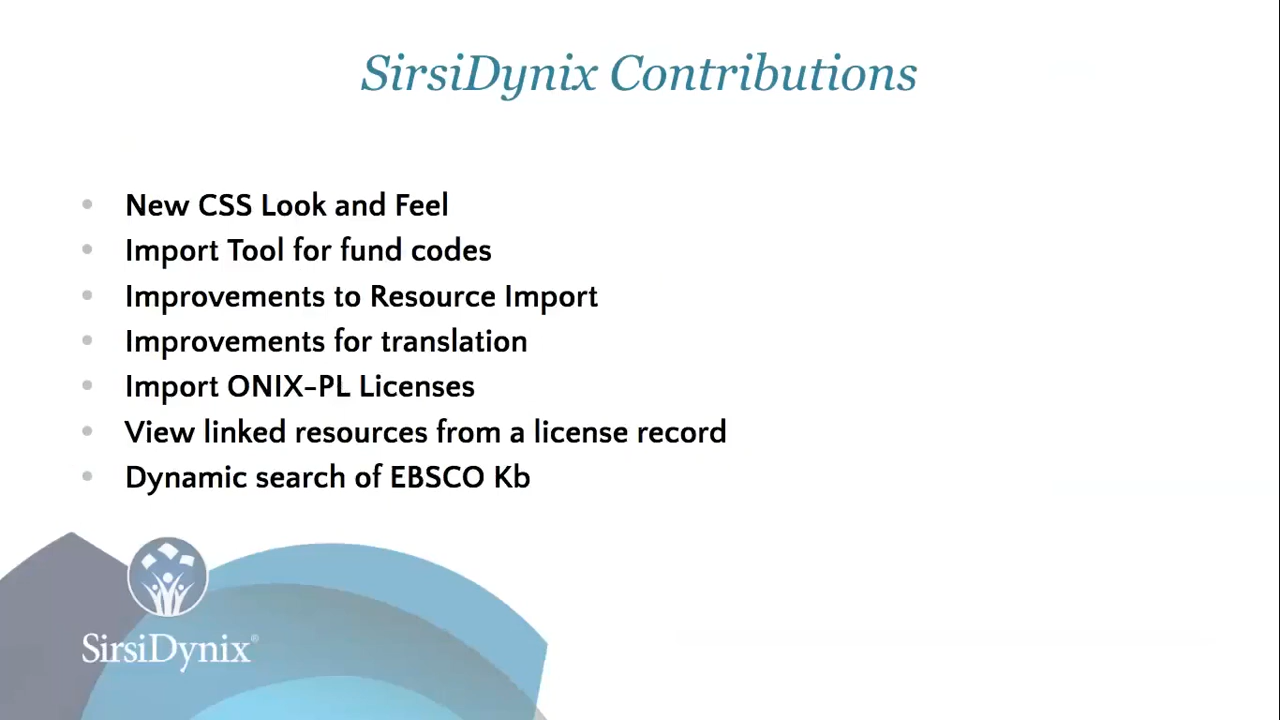 SirsiDynix Contributions
• New CSS Look and Feel
• Import Tool for fund codes
• Improvements to Resource Import
• Improvements for translation
• Import ONIX-PL Licenses
• View linked resources from a license record
• Dynamic search of EBSCO Kb
SirsiDynix®